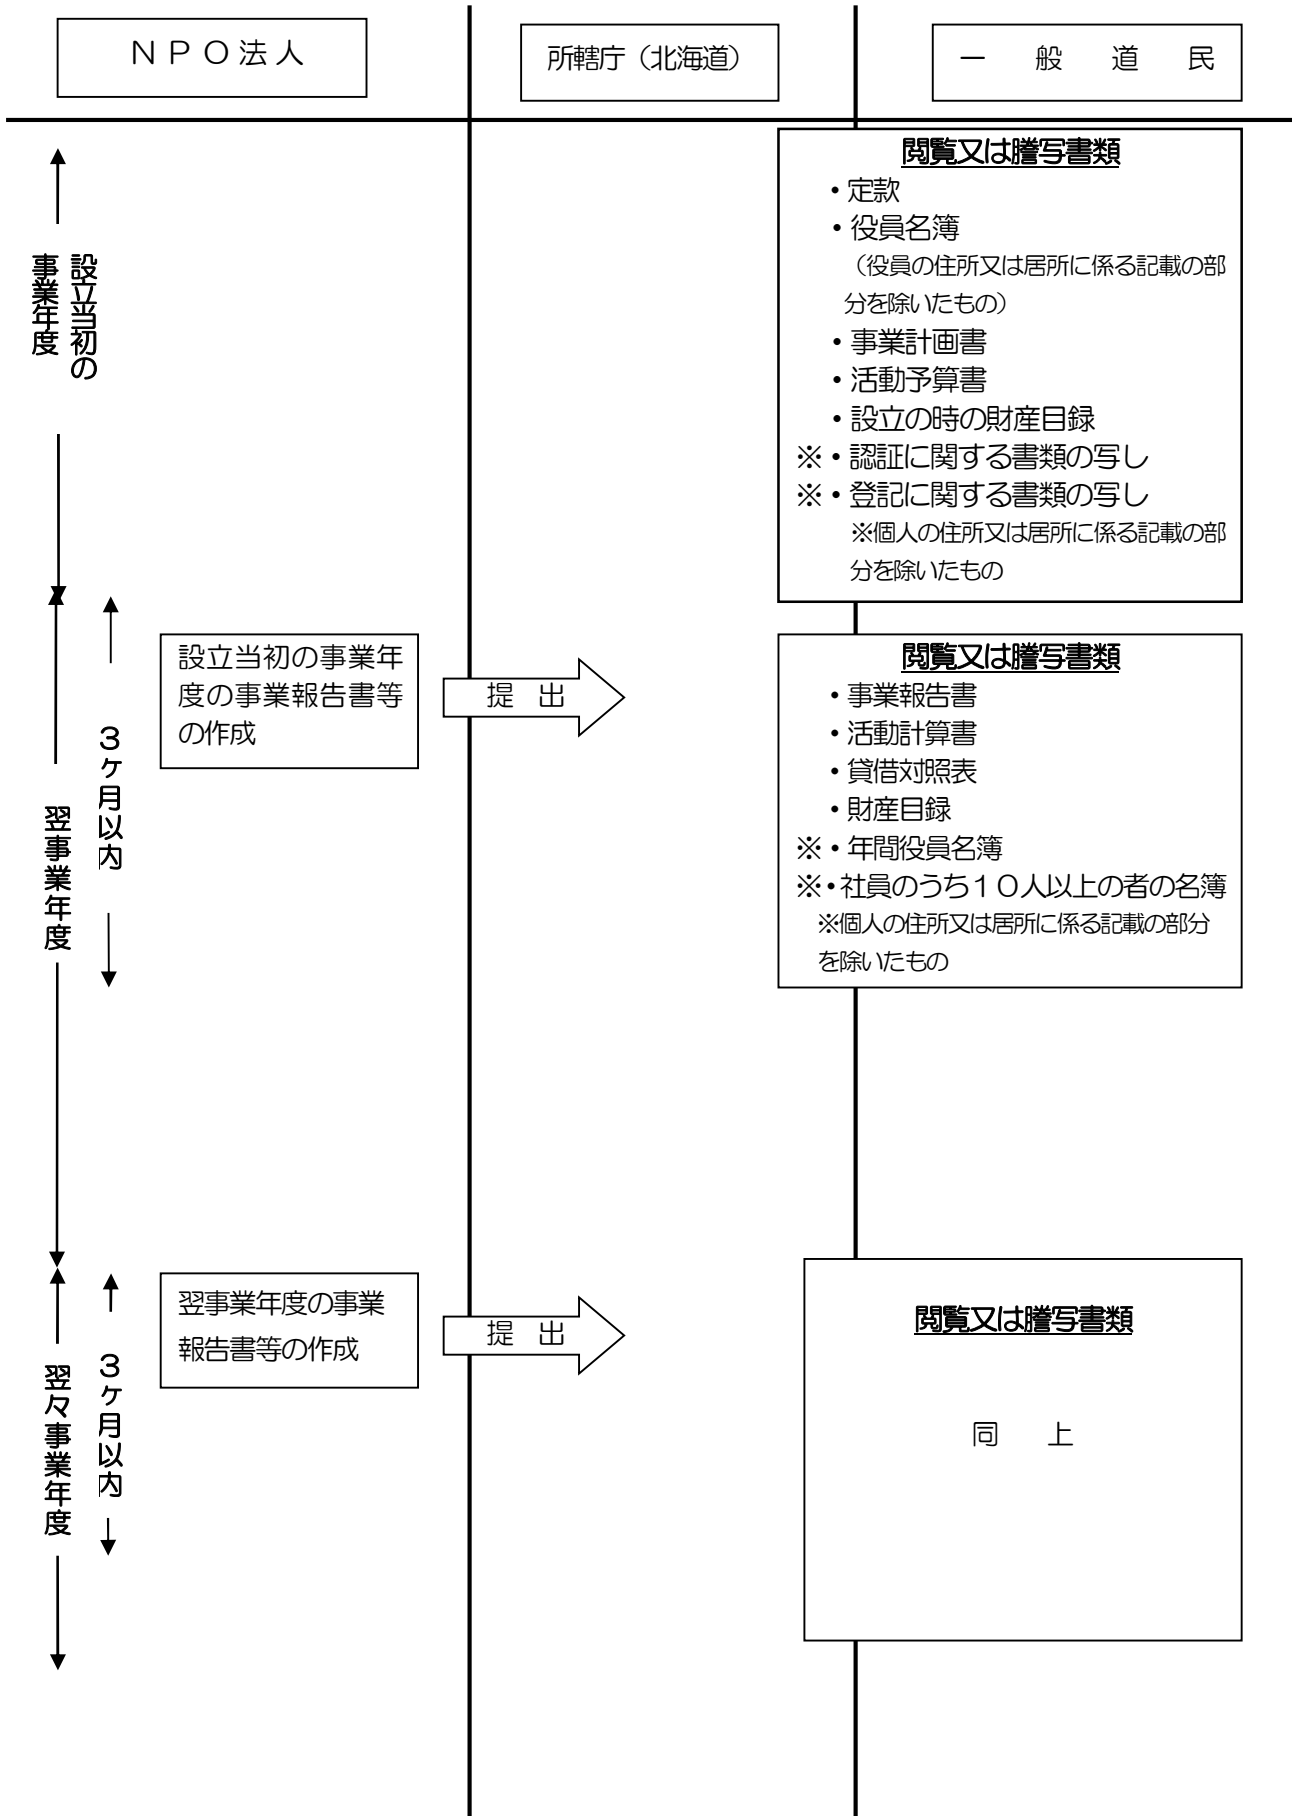 ＮＰＯ法人
所轄庁（北海道）
一　般　道　民
閲覧又は謄写書類
・定款
・役員名簿
（役員の住所又は居所に係る記載の部
分を除いたもの）
・事業計画書
・活動予算書
・設立の時の財産目録
※・認証に関する書類の写し
※・登記に関する書類の写し
※個人の住所又は居所に係る記載の部
分を除いたもの
設立当初の
事業年度
翌事業年度
３ヶ月以内
設立当初の事業年
度の事業報告書等
の作成
提　出
閲覧又は謄写書類
・事業報告書
・活動計算書
・貸借対照表
・財産目録
※・年間役員名簿
※・社員のうち１０人以上の者の名簿
※個人の住所又は居所に係る記載の部分
を除いたもの
翌々事業年度
３ヶ月以内
翌事業年度の事業
報告書等の作成
提　出
閲覧又は謄写書類
同　上